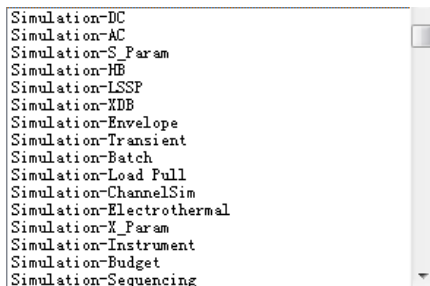 Simulation-DC
Simulation-AC
Simulation-S_Param
Simulation-HB
Simulation-LSSP
Simulation-XDB
Simulation-Envelope
Simulation-Transient
Simulation-Batch
Simulation-Load Pull
Simulation-ChannelSim
Simulation-Electrothermal
Simulation-X_Param
Simulation-Instrument
Simulation-Budget
Simulation-Sequencing